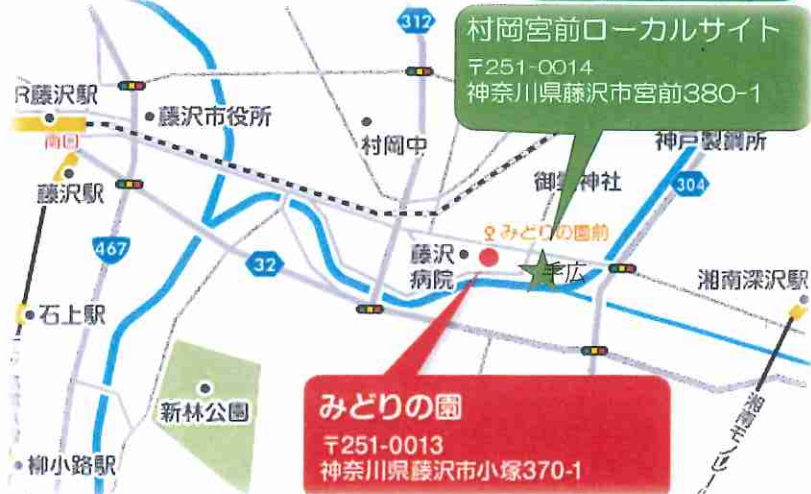 312
村岡宮前ローカルサイト
〒251-0014
神奈川県藤沢市宮前380-1
R藤沢駅
藤沢市役所
南口
村岡中
神戸製鋼所
藤沢駅
御霊神社
304
みどりの園前
467
藤沢
病院
32
手広
湘南深沢駅
石上駅
みどりの園
〒251-0013
神奈川県藤沢市小塚370-1
新林公園
湘南モノレー
柳小路駅